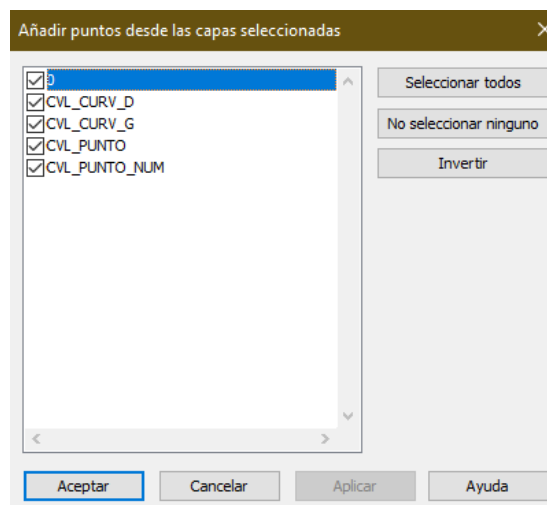 Añadir puntos desde las capas seleccionadas
0
CVL_CURV_D
CVL_CURV_G
CVL_PUNTO
CVL_PUNTO_NUM
Seleccionar todos
No seleccionar ninguno
Invertir
Aceptar
Cancelar
Aplicar
Ayuda